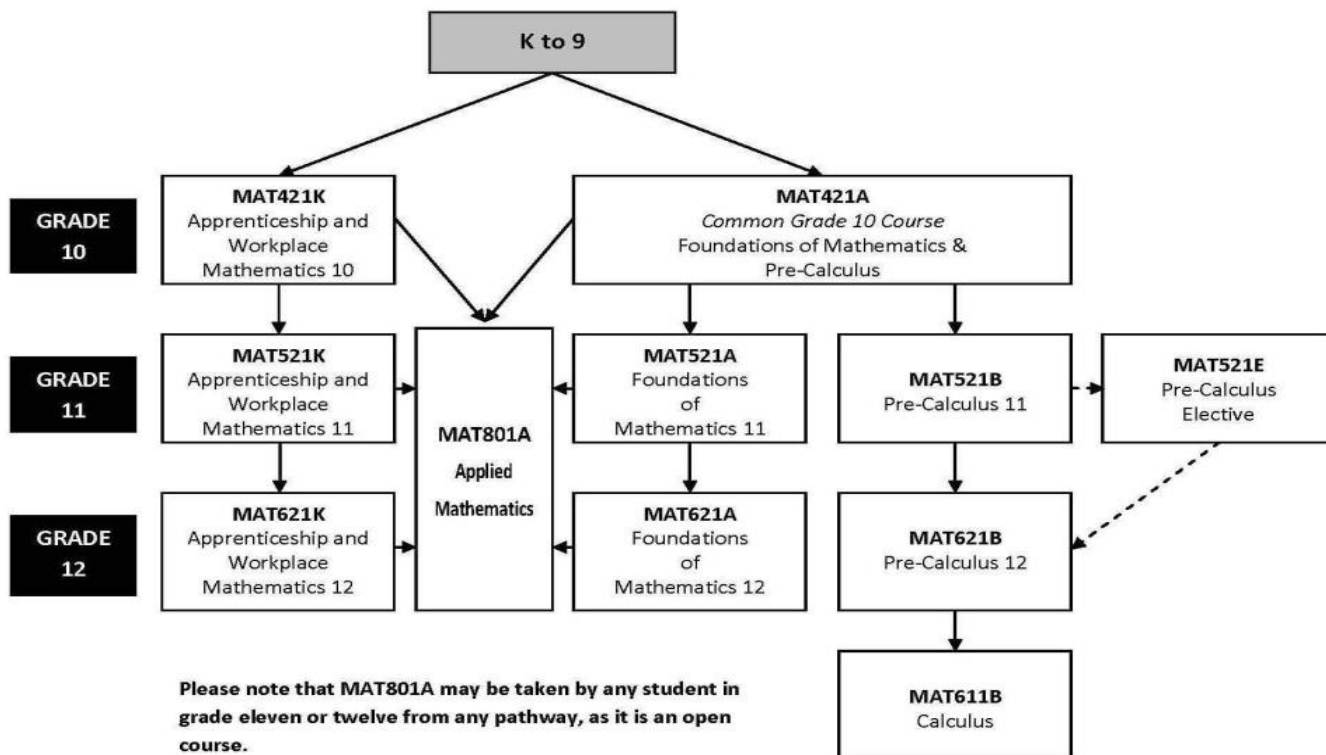 K to 9
GRADE
10
MAT421K
Apprenticeship and
Workplace
Mathematics 10
MAT421A
Common Grade 10 Course
Foundations of Mathematics &
Pre-Calculus
GRADE
11
MAT521K
Apprenticeship and
Workplace
Mathematics 11
MAT801A
Applied
Mathematics
MAT521A
Foundations
of
Mathematics 11
MAT521B
Pre-Calculus 11
MAT521E
Pre-Calculus
Elective
GRADE
12
MAT621K
Apprenticeship and
Workplace
Mathematics 12
MAT621A
Foundations
of
Mathematics 12
MAT621B
Pre-Calculus 12
MAT611B
Calculus
Please note that MAT801A may be taken by any student in
grade eleven or twelve from any pathway, as it is an open
course.